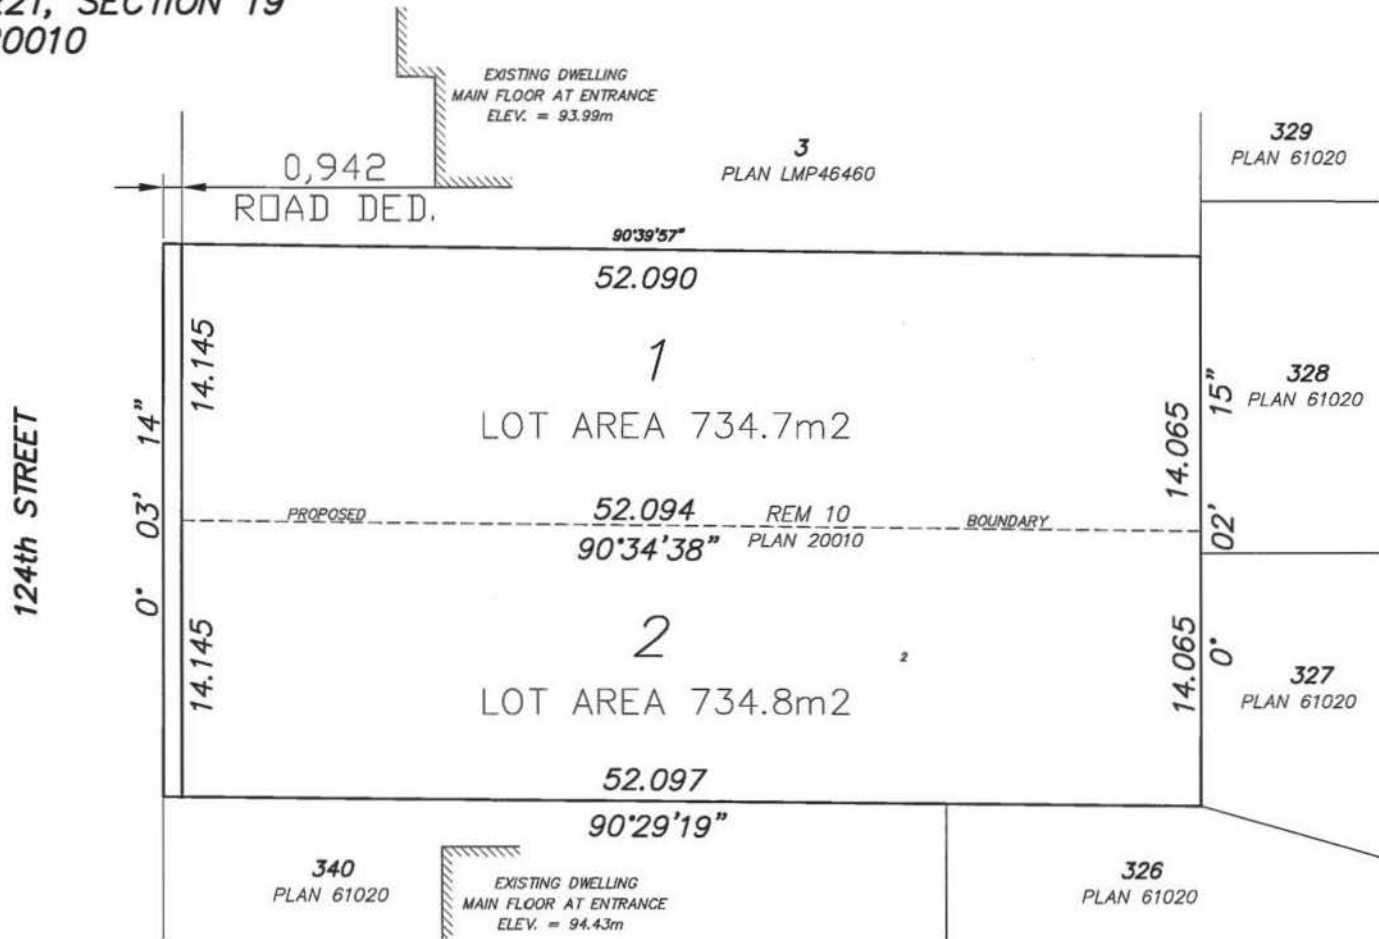 SECTION 19
EXISTING DWELLING
MAIN FLOOR AT ENTRANCE
ELEV. = 93.99m
3
PLAN LMP46460
329
PLAN 61020
0,942
ROAD DED.
90°39'57"
52.090
14.145
1
LOT AREA 734.7m2
14.065
328
PLAN 61020
124th STREET
0° 03' 14"
0° 02' 15"
PROPOSED
52.094
REM 10
BOUNDARY
90°34'38"
PLAN 20010
14.145
2
LOT AREA 734.8m2
2
14.065
327
PLAN 61020
52.097
90°29'19"
340
PLAN 61020
EXISTING DWELLING
MAIN FLOOR AT ENTRANCE
ELEV. = 94.43m
326
PLAN 61020